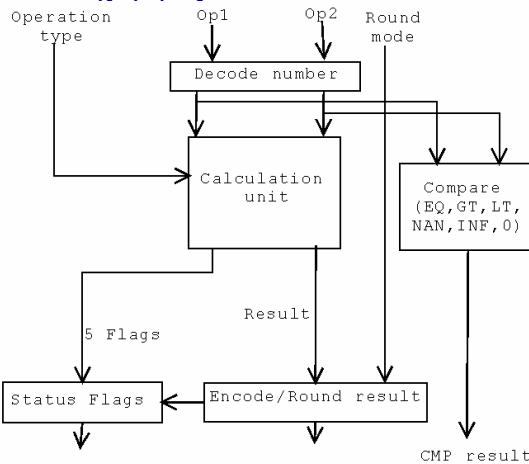 Operation
type
Op1
Op2
Round
mode
Decode number
Calculation
unit
Compare
(EQ,GT,LT,
NAN,INF,0)
Result
5 Flags
Status Flags
Encode/Round result
CMP result